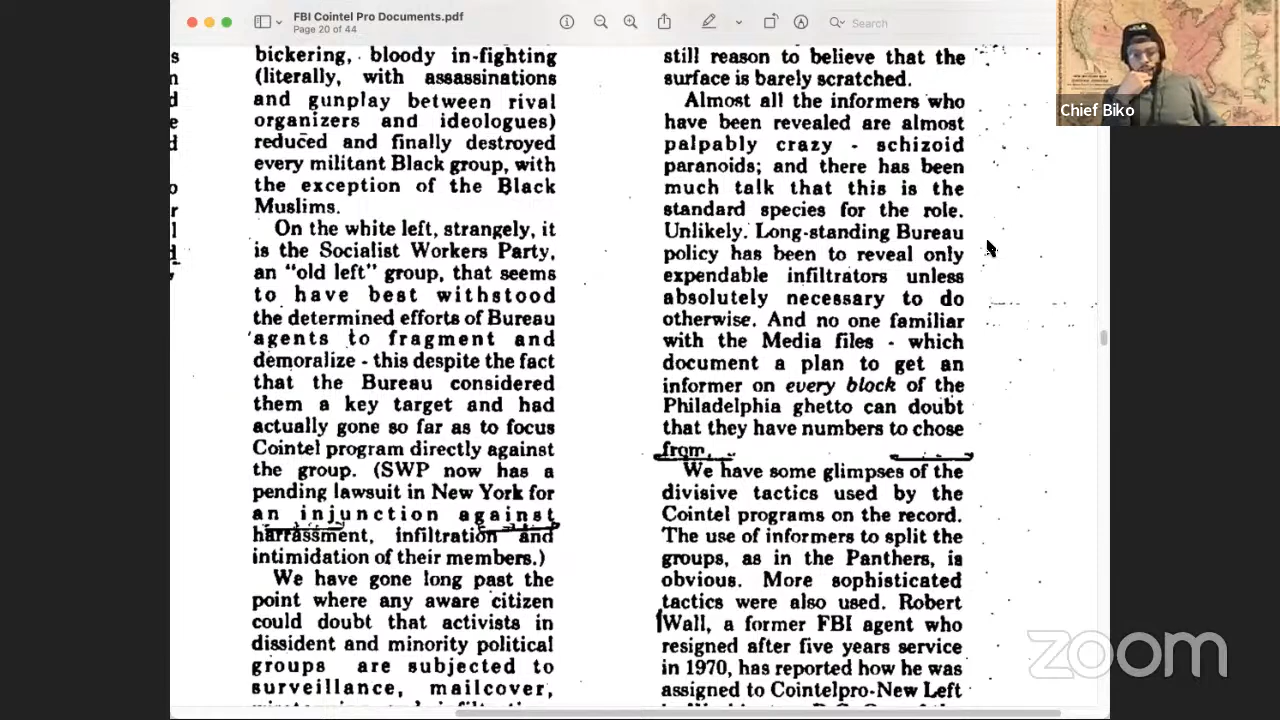 FBI Cointel Pro Documents.pdf
Page 20 of 44
Search
Chief Biko
bickering, bloody in-fighting
(literally, with assassinations
and gunplay between rival
organizers and ideologues)
reduced and finally destroyed
every militant Black group, with
the exception of the Black
Muslims.
On the white left, strangely, it
is the Socialist Workers Party,
an "old left" group, that seems
to have best withstood
the determined efforts of Bureau
agents to fragment and
demoralize - this despite the fact
that the Bureau considered
them a key target and had
actually gone so far as to focus
Cointel program directly against
the group. (SWP now has a
pending lawsuit in New York for
an injunction against
harrassment, infiltration and
intimidation of their members.)
We have gone long past the
point where any aware citizen
could doubt that activists in
dissident and minority political
groups are subjected to
surveillance, mailcover,
still reason to believe that the
surface is barely scratched.
Almost all the informers who
have been revealed are almost
palpably crazy - schizoid
paranoids; and there has been
much talk that this is the
standard species for the role.
Unlikely. Long-standing Bureau
policy has been to reveal only
expendable infiltrators unless
absolutely necessary to do
otherwise. And no one familiar
with the Media files - which
document a plan to get an
informer on every block of the
Philadelphia ghetto can doubt
that they have numbers to chose
from.
We have some glimpses of the
divisive tactics used by the
Cointel programs on the record.
The use of informers to split the
groups, as in the Panthers, is
obvious. More sophisticated
tactics were also used. Robert
Wall, a former FBI agent who
resigned after five years service
in 1970, has reported how he was
assigned to Cointelpro-New Left
zoom